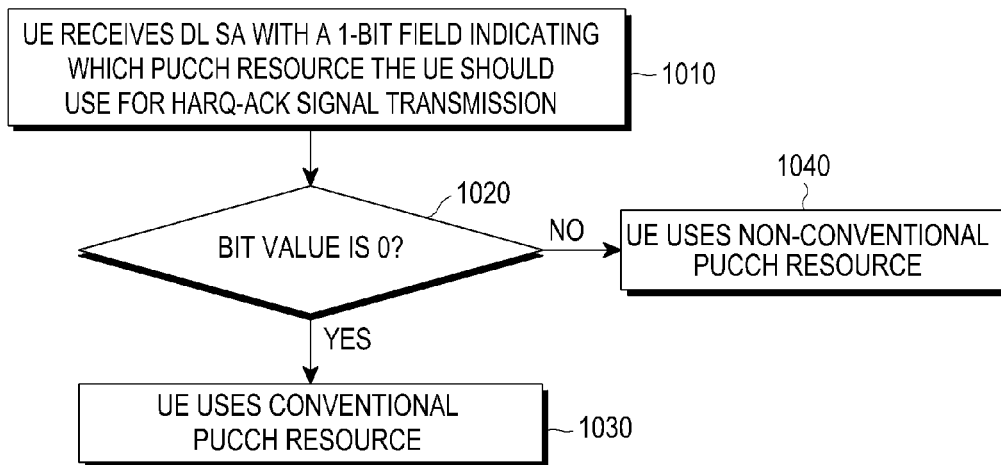 UE RECEIVES DL SA WITH A 1-BIT FIELD INDICATING
WHICH PUCCH RESOURCE THE UE SHOULD
USE FOR HARQ-ACK SIGNAL TRANSMISSION
1010
1020
BIT VALUE IS 0?
NO
1040
UE USES NON-CONVENTIONAL
PUCCH RESOURCE
YES
UE USES CONVENTIONAL
PUCCH RESOURCE
1030